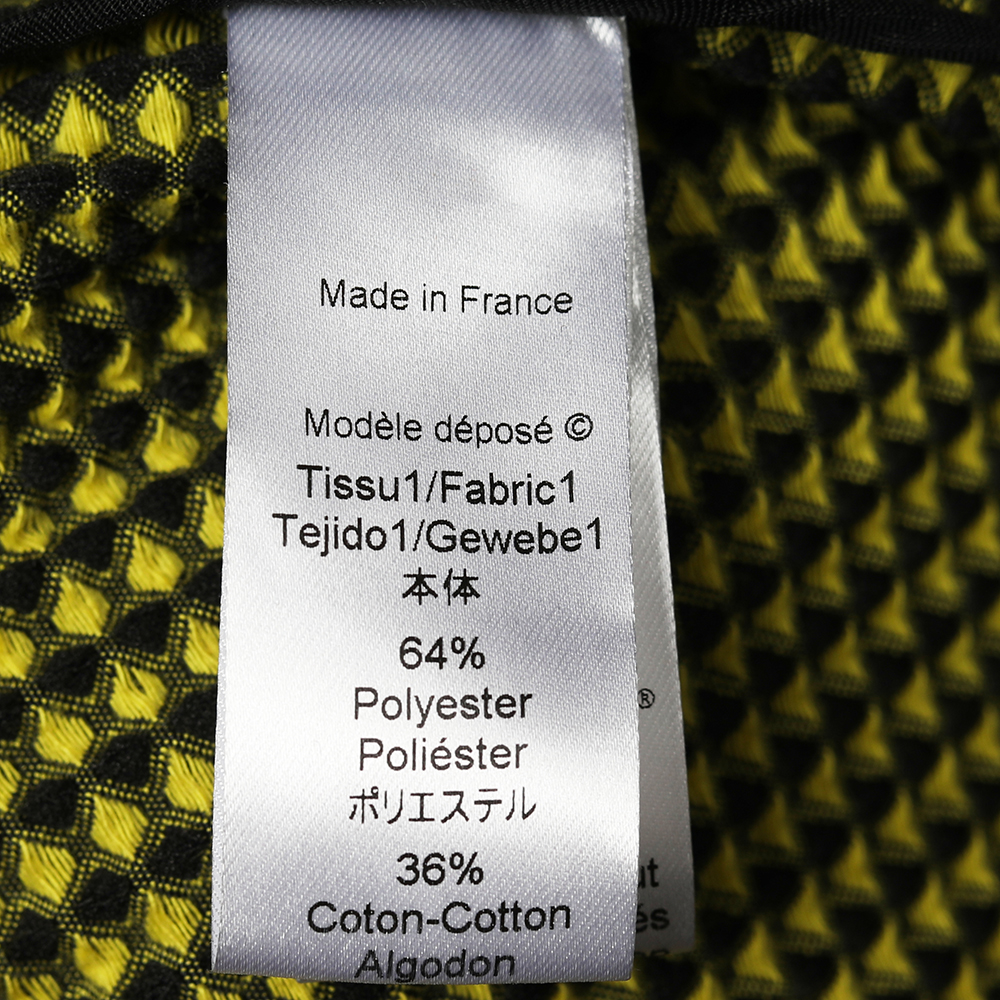 Made in France
Modèle déposé ©
Tissu1/Fabric1
Tejido1/Gewebe1
本体
64%
Polyester
Poliéster
ポリエステル
36%
Coton-Cotton
Algodon
®